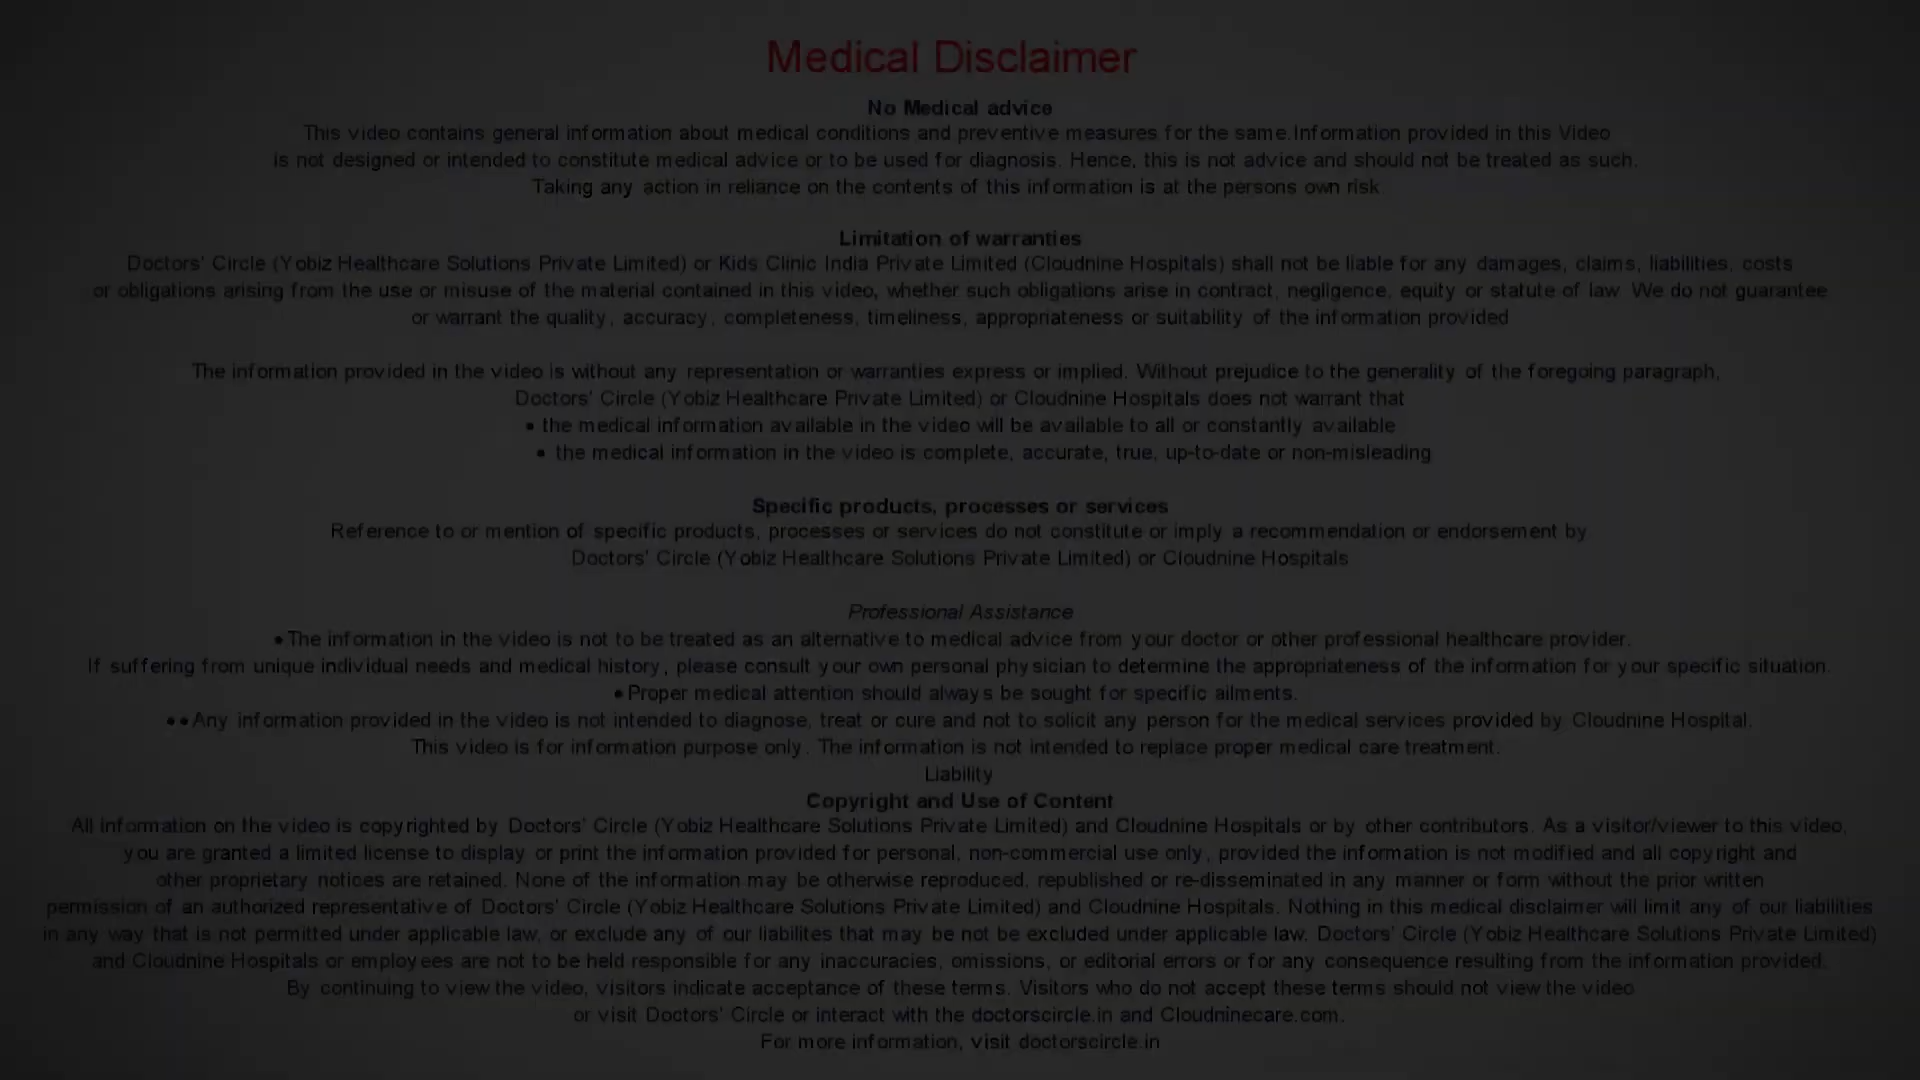 Medical Disclaimer
No Medical advice
This video contains general information about medical conditions and preventive measures for the same.Information provided in this Video
is not designed or intended to constitute medical advice or to be used for diagnosis. Hence, this is not advice and should not be treated as such.
Taking any action in reliance on the contents of this information is at the persons own risk
Limitation of warranties
Doctors' Circle (Yobiz Healthcare Solutions Private Limited) or Kids Clinic India Private Limited (Cloudnine Hospitals) shall not be liable for any damages, claims, liabilities, costs
or obligations arising from the use or misuse of the material contained in this video, whether such obligations arise in contract, negligence, equity or statute of law We do not guarantee
or warrant the quality, accuracy, completeness, timeliness, appropriateness or suitability of the information provided
The information provided in the video is without any representation or warranties express or implied. Without prejudice to the generality of the foregoing paragraph,
Doctors' Circle (Yobiz Healthcare Private Limited) or Cloudnine Hospitals does not warrant that
• the medical information available in the video will be available to all or constantly available
• the medical information in the video is complete, accurate, true, up-to-date or non-misleading
Specific products, processes or services
Reference to or mention of specific products, processes or services do not constitute or imply a recommendation or endorsement by
Doctors' Circle (Yobiz Healthcare Solutions Private Limited) or Cloudnine Hospitals
Professional Assistance
•The information in the video is not to be treated as an alternative to medical advice from your doctor or other professional healthcare provider.
If suffering from unique individual needs and medical history, please consult your own personal physician to determine the appropriateness of the information for your specific situation.
•Proper medical attention should always be sought for specific ailments.
••Any information provided in the video is not intended to diagnose, treat or cure and not to solicit any person for the medical services provided by Cloudnine Hospital.
This video is for information purpose only. The information is not intended to replace proper medical care treatment.
Liability
Copyright and Use of Content
All information on the video is copyrighted by Doctors' Circle (Yobiz Healthcare Solutions Private Limited) and Cloudnine Hospitals or by other contributors. As a visitor/viewer to this video,
you are granted a limited license to display or print the information provided for personal, non-commercial use only, provided the information is not modified and all copyright and
other proprietary notices are retained. None of the information may be otherwise reproduced, republished or re-disseminated in any manner or form without the prior written
permission of an authorized representative of Doctors' Circle (Yobiz Healthcare Solutions Private Limited) and Cloudnine Hospitals. Nothing in this medical disclaimer will limit any of our liabilities
in any way that is not permitted under applicable law, or exclude any of our liabilites that may be not be excluded under applicable law. Doctors' Circle (Yobiz Healthcare Solutions Private Limited)
and Cloudnine Hospitals or employees are not to be held responsible for any inaccuracies, omissions, or editorial errors or for any consequence resulting from the information provided.
By continuing to view the video, visitors indicate acceptance of these terms. Visitors who do not accept these terms should not view the video
or visit Doctors' Circle or interact with the doctorscircle.in and Cloudninecare.com.
For more information, visit doctorscircle.in